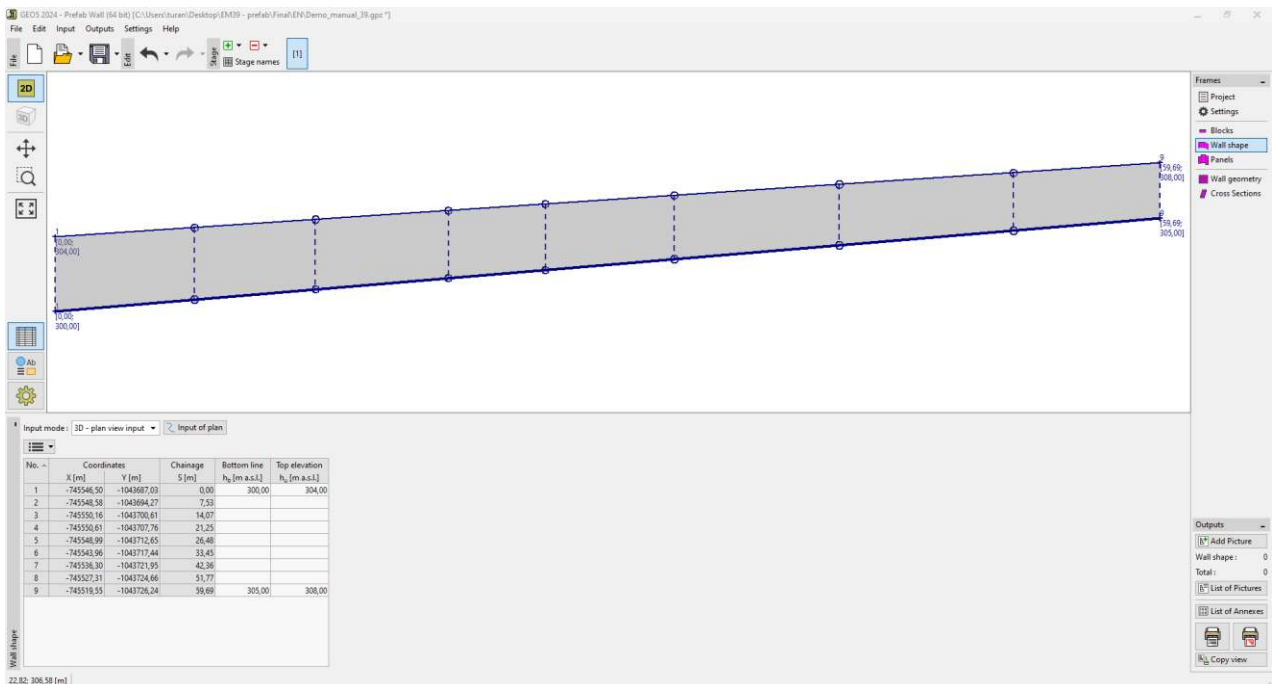 GEO5 2024 - Prefab Wall (64 bit) [C:\Users\turan\Desktop\EM39 - prefab\Final\EN\Demo_manual_39.gpz *]
File Edit Input Outputs Settings Help
File
Edit
Stage
Stage names
[1]
2D
3D
Ab
1
[0,00;
304,00]
1
[0,00;
300,00]
[59,69;
308,00]
[59,69;
305,00]
Frames
Project
Settings
Blocks
Wall shape
Panels
Wall geometry
Cross Sections
Input mode : 3D - plan view input Input of plan
No. Coordinates Chainage Bottom line Top elevation
X [m] Y [m] S [m] hb [m a.s.l.] hu [m a.s.l.]
1 -745546,50 -1043687,03 0,00 300,00 304,00
2 -745548,58 -1043694,27 7,53
3 -745550,16 -1043700,61 14,07
4 -745550,61 -1043707,76 21,25
5 -745548,99 -1043712,65 26,48
6 -745543,96 -1043717,44 33,45
7 -745536,30 -1043721,95 42,36
8 -745527,31 -1043724,66 51,77
9 -745519,55 -1043726,24 59,69 305,00 308,00
Wall shape
Outputs
Add Picture
Wall shape : 0
Total : 0
List of Pictures
List of Annexes
Copy view
22,82; 306,58 [m]